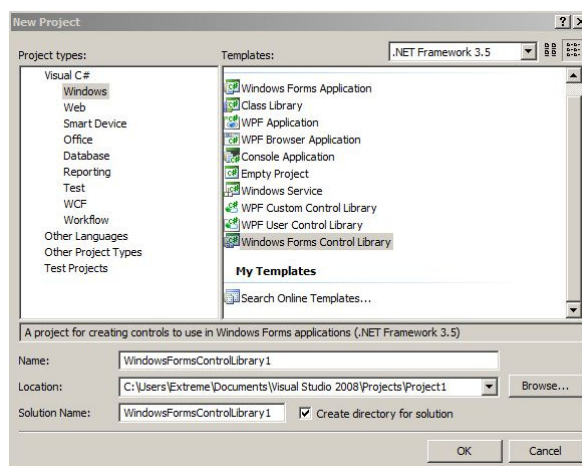 New Project
Project types:
Templates:
.NET Framework 3.5
Visual C#
Windows
Web
Smart Device
Office
Database
Reporting
Test
WCF
Workflow
Other Languages
Other Project Types
Test Projects
Windows Forms Application
Class Library
WPF Application
WPF Browser Application
Console Application
Empty Project
Windows Service
WPF Custom Control Library
WPF User Control Library
Windows Forms Control Library
My Templates
Search Online Templates...
A project for creating controls to use in Windows Forms applications (.NET Framework 3.5)
Name:
WindowsFormsControlLibrary1
Location:
C:\Users\Extreme\Documents\Visual Studio 2008\Projects\Project1
Browse...
Solution Name:
WindowsFormsControlLibrary1
Create directory for solution
OK
Cancel